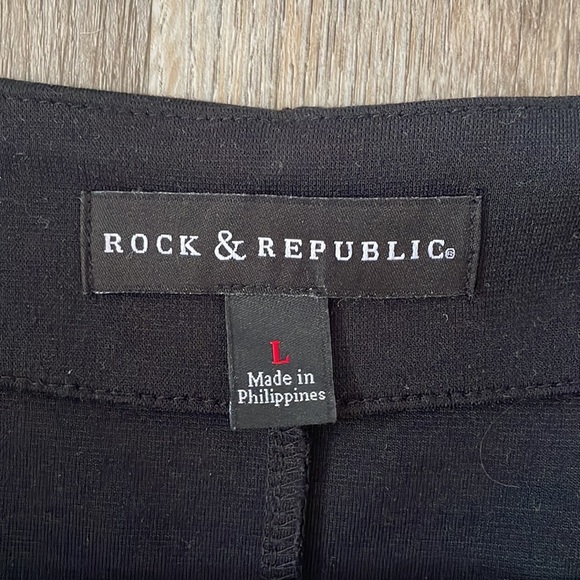 ROCK & REPUBLIC®
L
Made in
Philippines